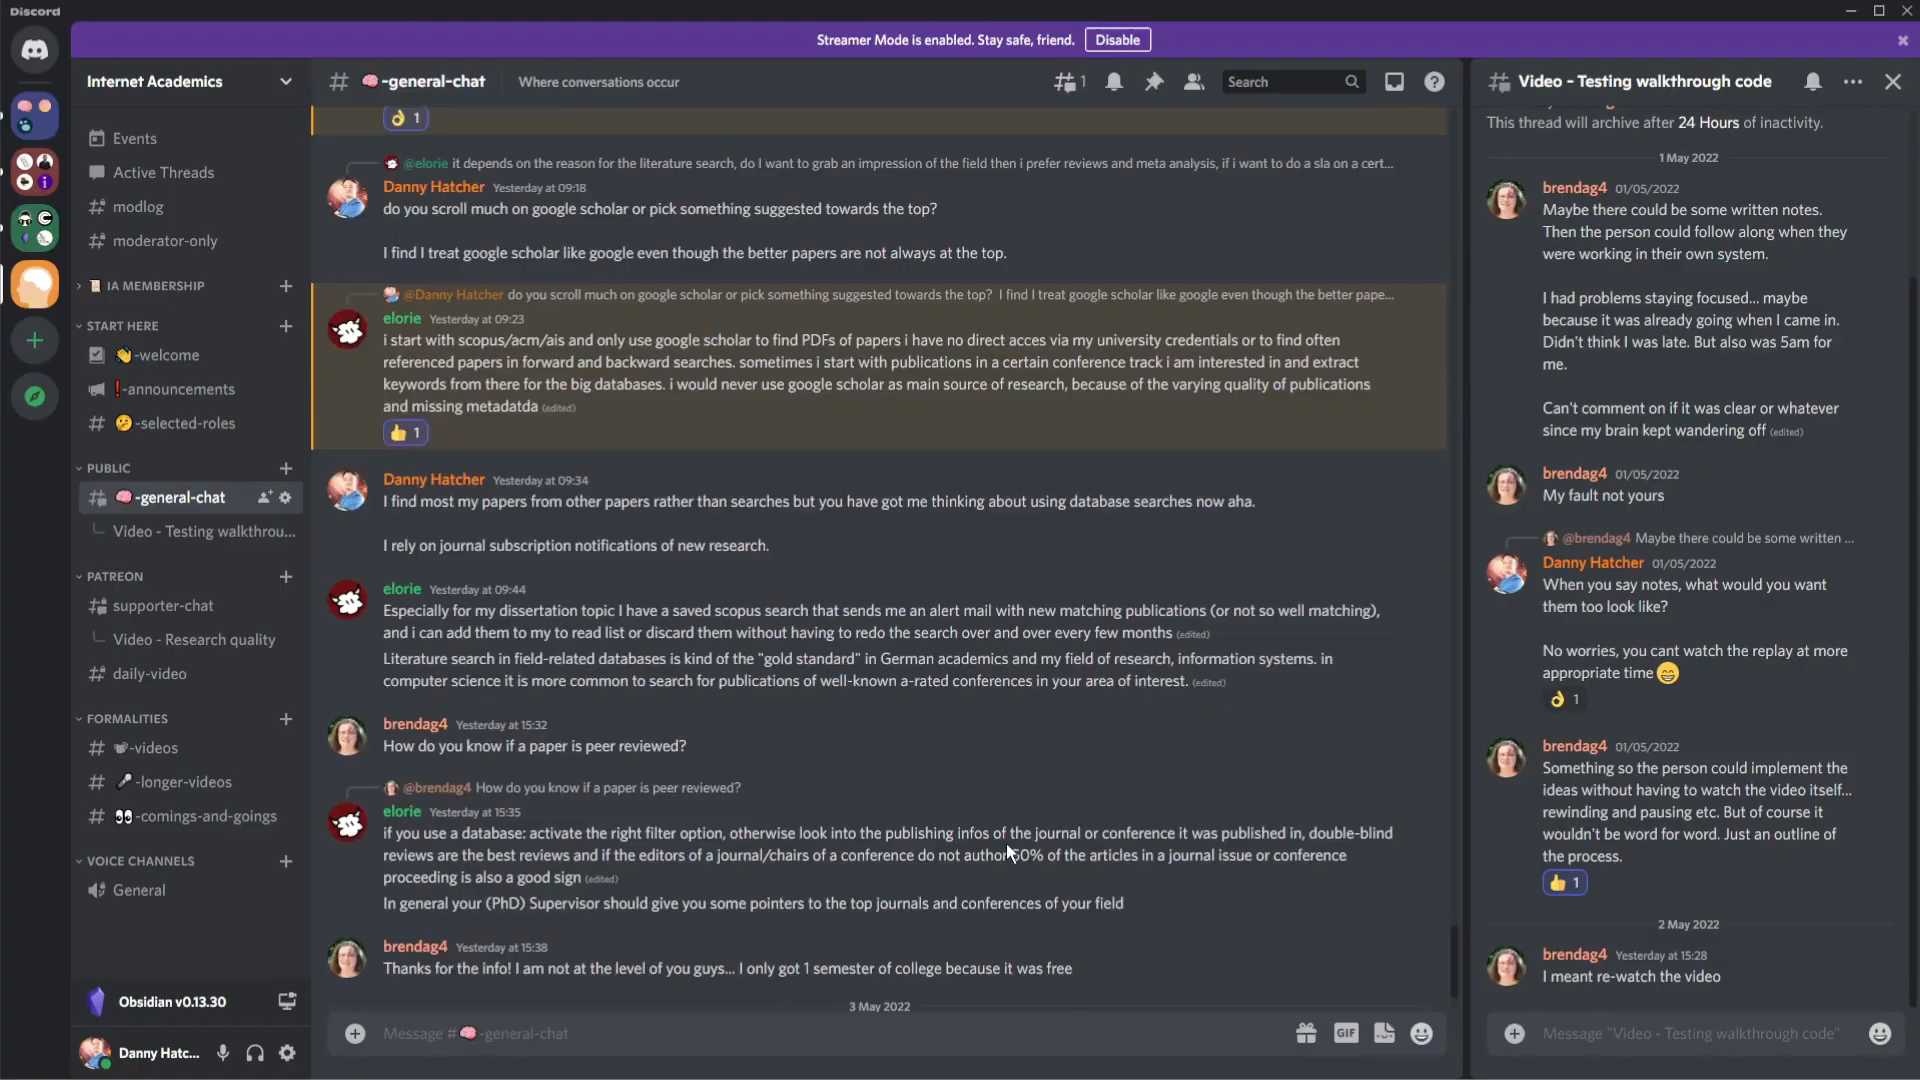 Discord
Streamer Mode is enabled. Stay safe, friend.
Disable
Internet Academics
Events
Active Threads
modlog
moderator-only
IA MEMBERSHIP
START HERE
-welcome
-announcements
-selected-roles
PUBLIC
-general-chat
Video - Testing walkthrou...
PATREON
supporter-chat
Video - Research quality
daily-video
FORMALITIES
-videos
-longer-videos
-comings-and-goings
VOICE CHANNELS
General
Obsidian v0.13.30
Danny Hatc...
-general-chat
Where conversations occur
1
Search
1
@elorie it depends on the reason for the literature search, do I want to grab an impression of the field then i prefer reviews and meta analysis, if i want to do a sla on a cert...
Danny Hatcher Yesterday at 09:18
do you scroll much on google scholar or pick something suggested towards the top?
I find I treat google scholar like google even though the better papers are not always at the top.
@Danny Hatcher do you scroll much on google scholar or pick something suggested towards the top? I find I treat google scholar like google even though the better pape...
elorie Yesterday at 09:23
i start with scopus/acm/ais and only use google scholar to find PDFs of papers i have no direct acces via my university credentials or to find often
referenced papers in forward and backward searches. sometimes i start with publications in a certain conference track i am interested in and extract
keywords from there for the big databases. i would never use google scholar as main source of research, because of the varying quality of publications
and missing metadatda (edited)
1
Danny Hatcher Yesterday at 09:34
I find most my papers from other papers rather than searches but you have got me thinking about using database searches now aha.
I rely on journal subscription notifications of new research.
elorie Yesterday at 09:44
Especially for my dissertation topic I have a saved scopus search that sends me an alert mail with new matching publications (or not so well matching),
and i can add them to my to read list or discard them without having to redo the search over and over every few months (edited)
Literature search in field-related databases is kind of the "gold standard" in German academics and my field of research, information systems. in
computer science it is more common to search for publications of well-known a-rated conferences in your area of interest. (edited)
brendag4 Yesterday at 15:32
How do you know if a paper is peer reviewed?
@brendag4 How do you know if a paper is peer reviewed?
elorie Yesterday at 15:35
if you use a database: activate the right filter option, otherwise look into the publishing infos of the journal or conference it was published in, double-blind
reviews are the best reviews and if the editors of a journal/chairs of a conference do not author 50% of the articles in a journal issue or conference
proceeding is also a good sign (edited)
In general your (PhD) Supervisor should give you some pointers to the top journals and conferences of your field
brendag4 Yesterday at 15:38
Thanks for the info! I am not at the level of you guys... I only got 1 semester of college because it was free
3 May 2022
Message # -general-chat
GIF
Video - Testing walkthrough code
This thread will archive after 24 Hours of inactivity.
1 May 2022
brendag4 01/05/2022
Maybe there could be some written notes.
Then the person could follow along when they
were working in their own system.
I had problems staying focused... maybe
because it was already going when I came in.
Didn't think I was late. But also was 5am for
me.
Can't comment on if it was clear or whatever
since my brain kept wandering off (edited)
brendag4 01/05/2022
My fault not yours
@brendag4 Maybe there could be some written ...
Danny Hatcher 01/05/2022
When you say notes, what would you want
them too look like?
No worries, you cant watch the replay at more
appropriate time
1
brendag4 01/05/2022
Something so the person could implement the
ideas without having to watch the video itself...
rewinding and pausing etc. But of course it
wouldn't be word for word. Just an outline of
the process.
1
2 May 2022
brendag4 Yesterday at 15:28
I meant re-watch the video
Message "Video - Testing walkthrough code"